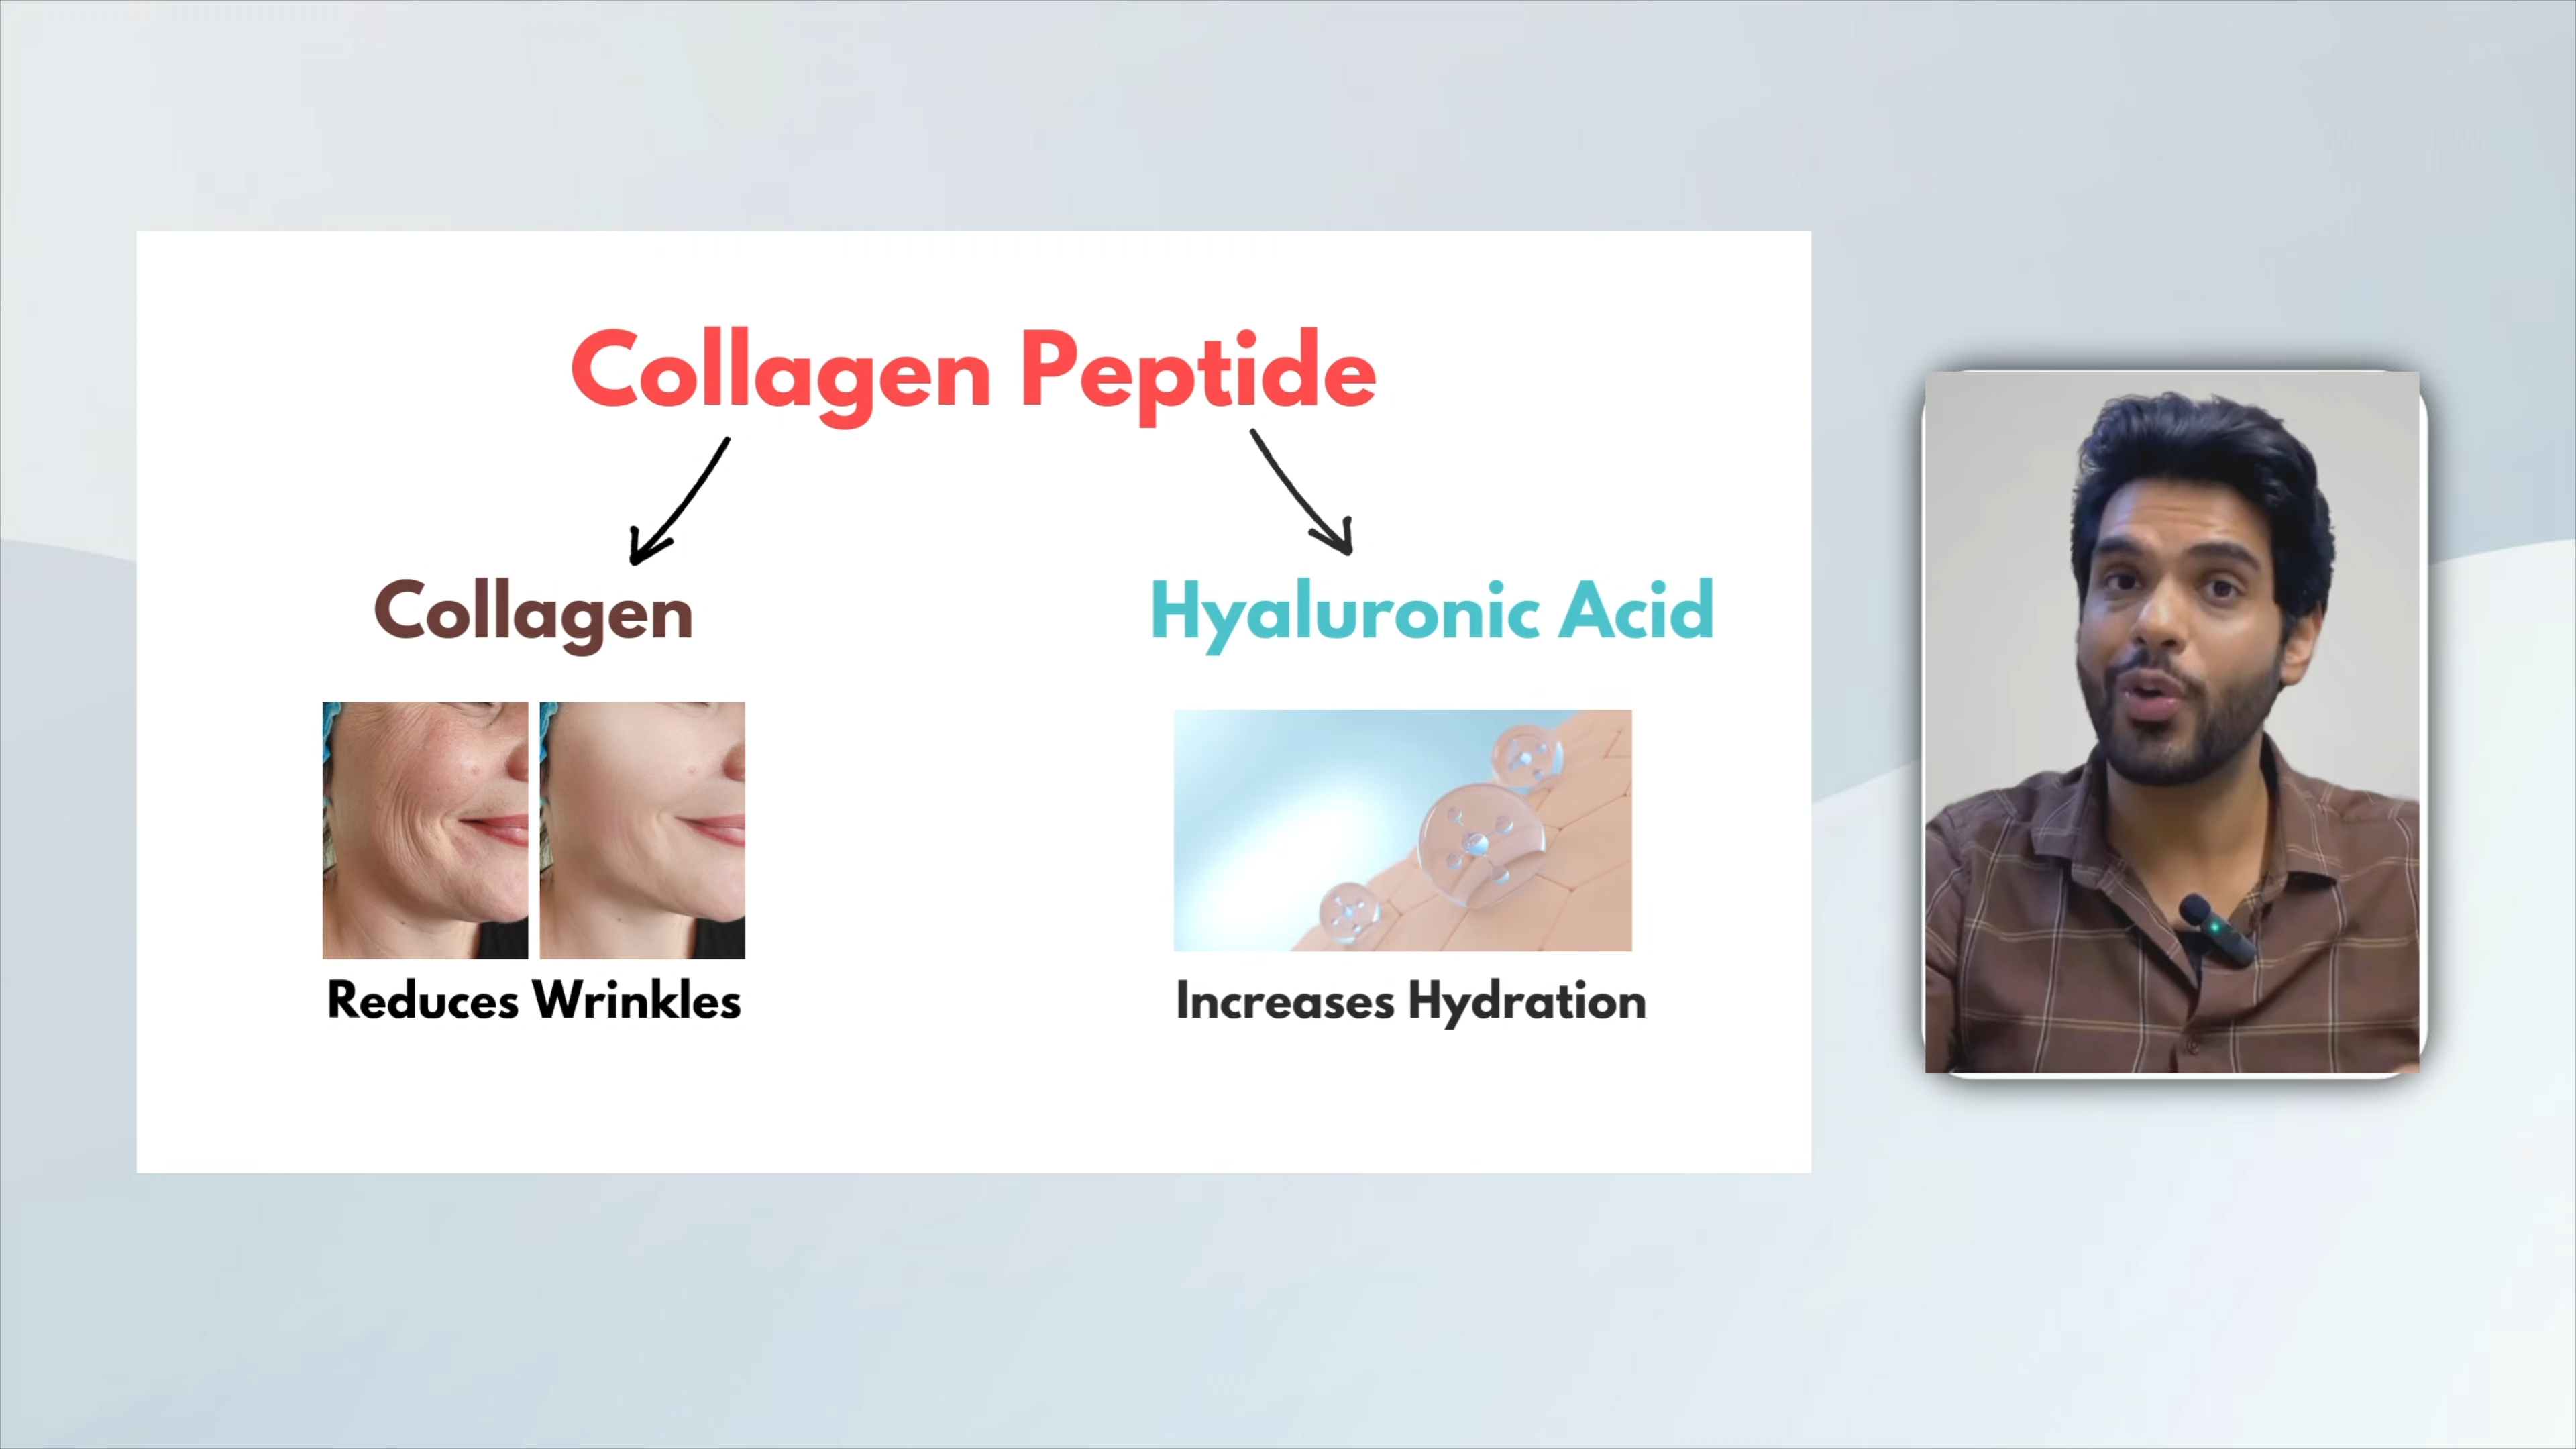 Collagen Peptide
Collagen
Hyaluronic Acid
Reduces Wrinkles
Increases Hydration